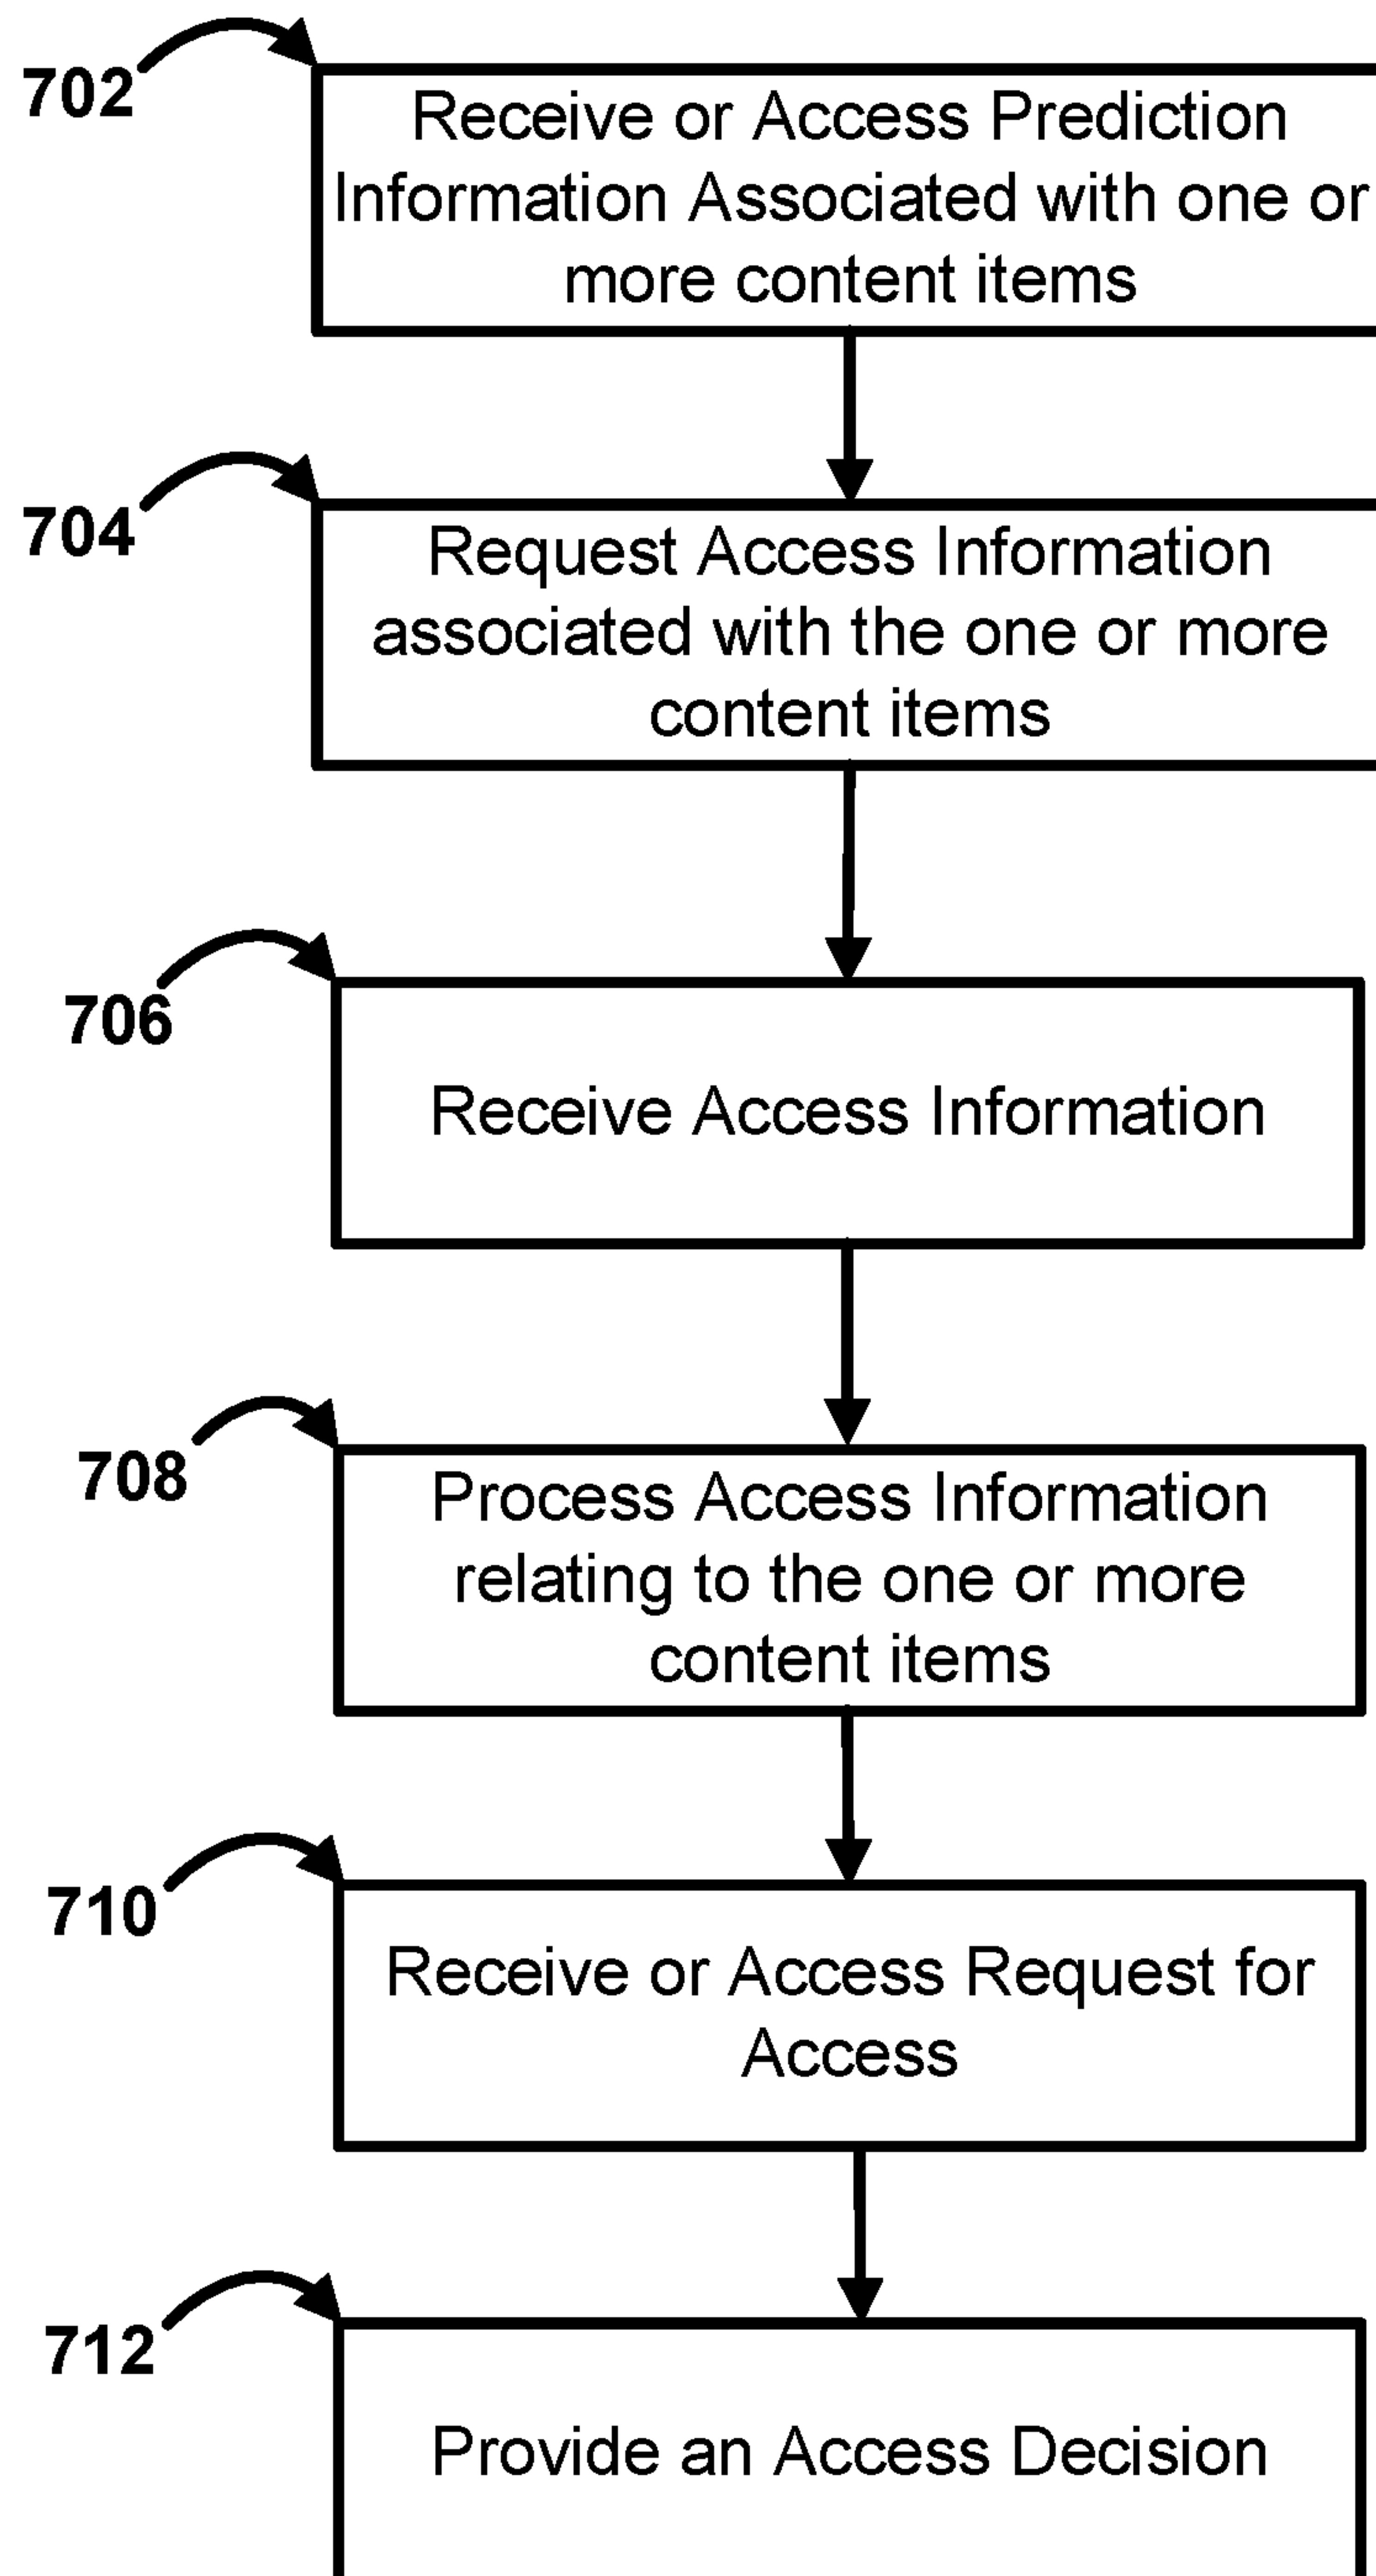 702
Receive or Access Prediction
Information Associated with one or
more content items
704
Request Access Information
associated with the one or more
content items
706
Receive Access Information
708
Process Access Information
relating to the one or more
content items
710
Receive or Access Request for
Access
712
Provide an Access Decision